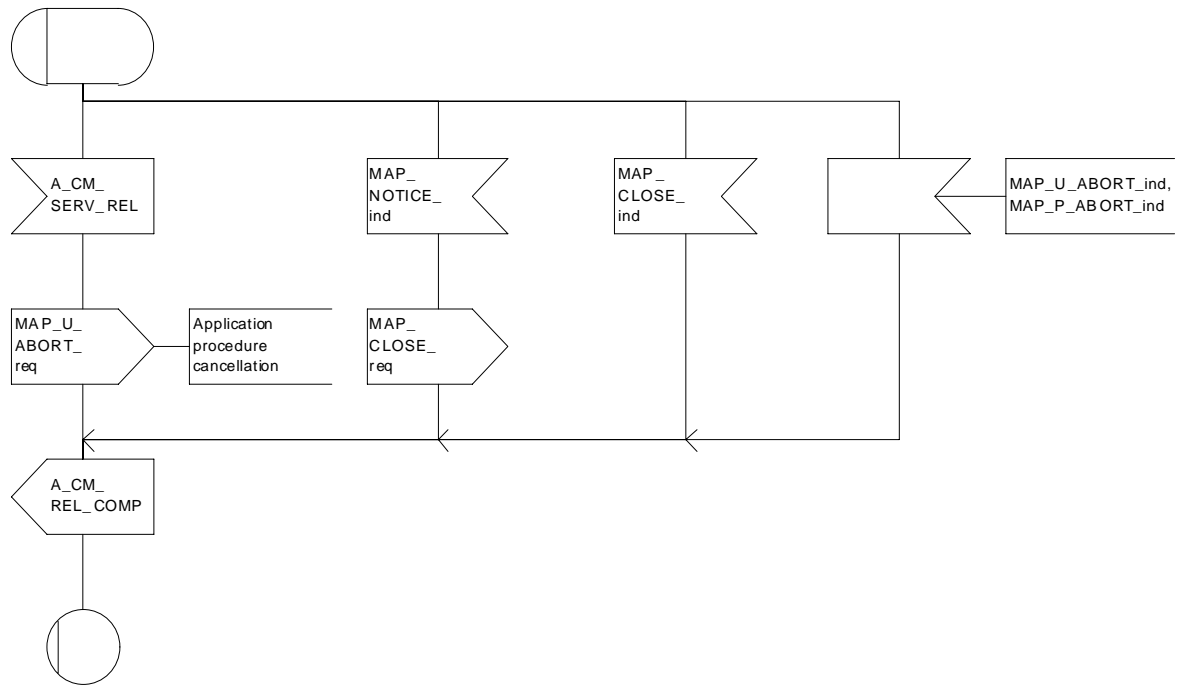 A_CM_
SERV_REL
MAP_
NOTICE_
ind
MAP_
CLOSE_
ind
MAP_U_ABORT_ind,
MAP_P_ABORT_ind
MAP_U_
ABORT_
req
Application
procedure
cancellation
MAP_
CLOSE_
req
A_CM_
REL_COMP